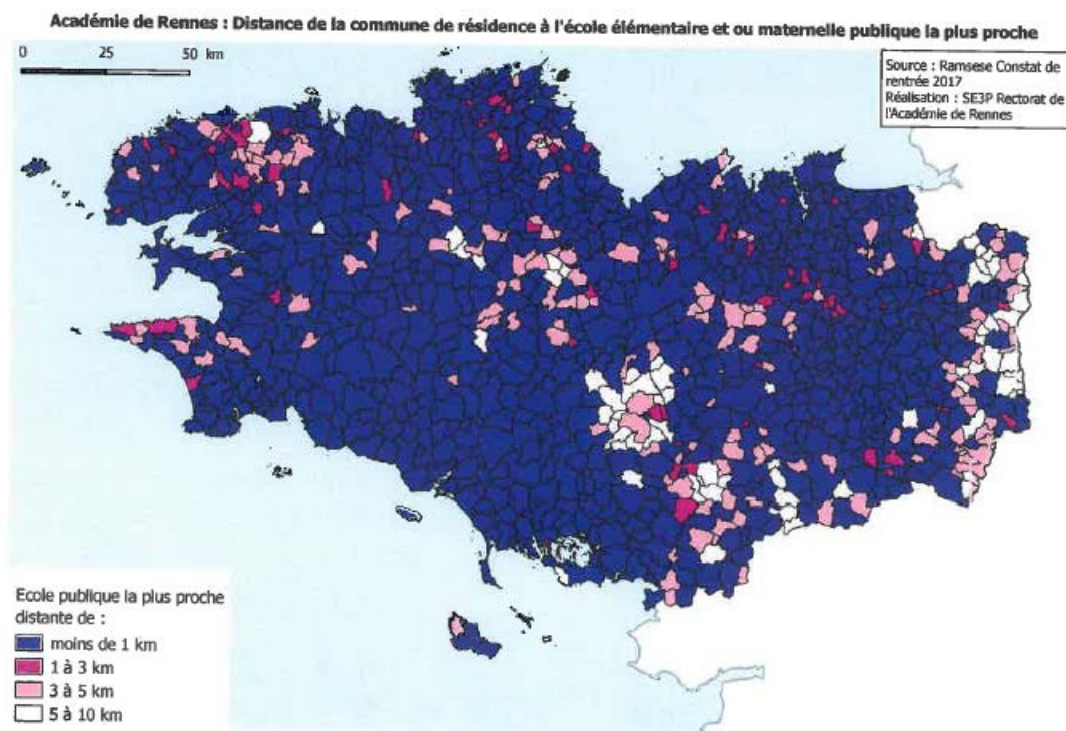 Académie de Rennes : Distance de la commune de résidence à l'école élémentaire et ou maternelle publique la plus proche
0 25 50 km
Source : Ramsese Constat de
rentrée 2017
Réalisation : SE3P Rectorat de
l'Académie de Rennes
Ecole publique la plus proche
distante de :
moins de 1 km
1 à 3 km
3 à 5 km
5 à 10 km